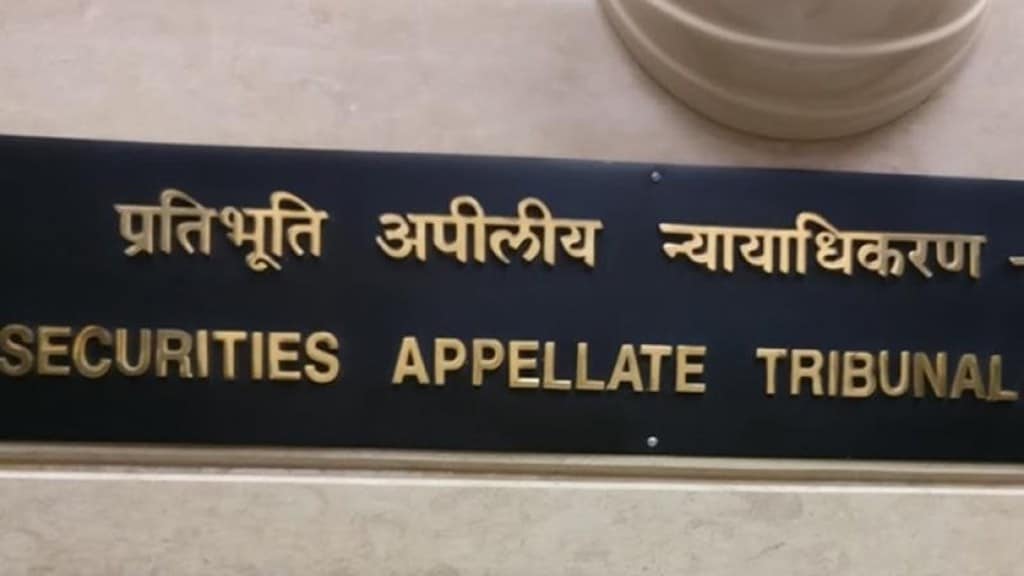 प्रतिभूति अपीलीय न्यायाधिकरण -
SECURITIES APPELLATE TRIBUNAL